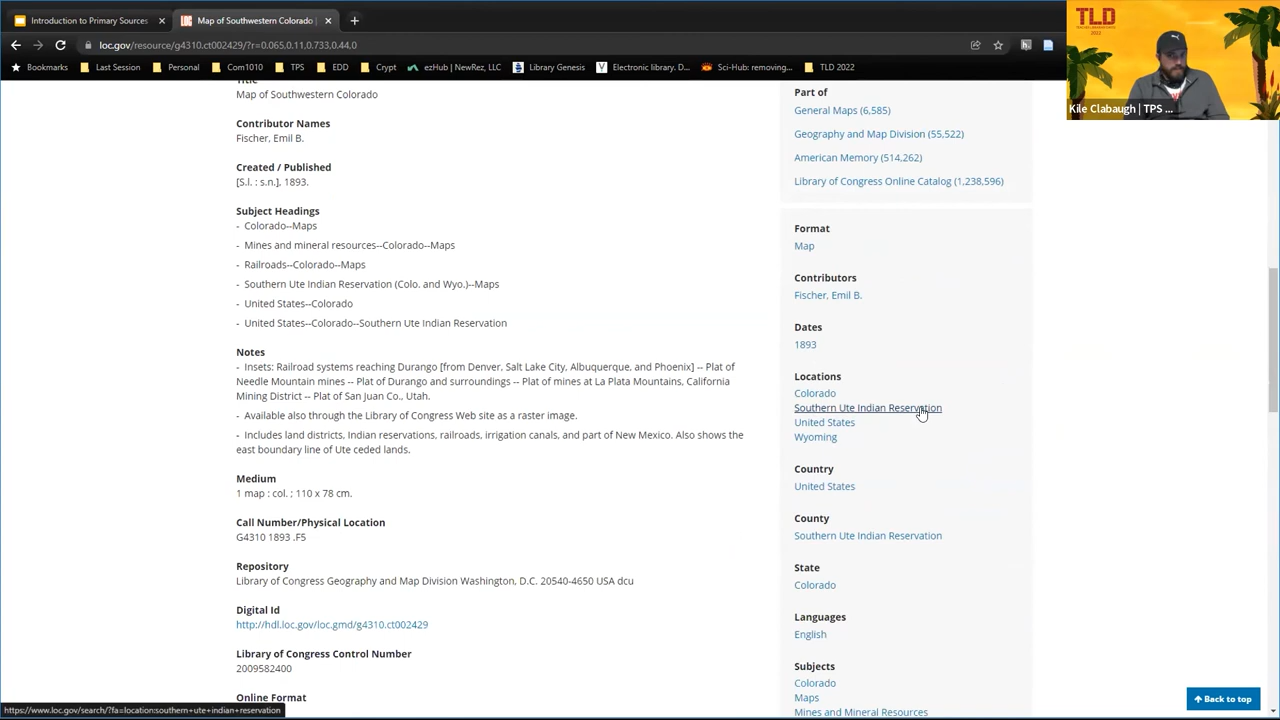 Introduction to Primary Sources
Map of Southwestern Colorado |
loc.gov/resource/g4310.ct002429/?r=0.065,0.11,0.733,0.44,0
Bookmarks
Last Session
Personal
Com1010
TPS
EDD
Crypt
ezHub | NewRez, LLC
Library Genesis
Electronic library. D...
Sci-Hub: removing...
TLD 2022
TLD
Kile Clabaugh | TPS ...
Title
Map of Southwestern Colorado
Contributor Names
Fischer, Emil B.
Created / Published
[S.l. : s.n.], 1893.
Subject Headings
- Colorado--Maps
- Mines and mineral resources--Colorado--Maps
- Railroads--Colorado--Maps
- Southern Ute Indian Reservation (Colo. and Wyo.)--Maps
- United States--Colorado
- United States--Colorado--Southern Ute Indian Reservation
Notes
- Insets: Railroad systems reaching Durango [from Denver, Salt Lake City, Albuquerque, and Phoenix] -- Plat of
Needle Mountain mines -- Plat of Durango and surroundings -- Plat of mines at La Plata Mountains, California
Mining District -- Plat of San Juan Co., Utah.
- Available also through the Library of Congress Web site as a raster image.
- Includes land districts, Indian reservations, railroads, irrigation canals, and part of New Mexico. Also shows the
east boundary line of Ute ceded lands.
Medium
1 map : col. ; 110 x 78 cm.
Call Number/Physical Location
G4310 1893 .F5
Repository
Library of Congress Geography and Map Division Washington, D.C. 20540-4650 USA dcu
Digital Id
http://hdl.loc.gov/loc.gmd/g4310.ct002429
Library of Congress Control Number
2009582400
Online Format
Part of
General Maps (6,585)
Geography and Map Division (55,522)
American Memory (514,262)
Library of Congress Online Catalog (1,238,596)
Format
Map
Contributors
Fischer, Emil B.
Dates
1893
Locations
Colorado
Southern Ute Indian Reservation
United States
Wyoming
Country
United States
County
Southern Ute Indian Reservation
State
Colorado
Languages
English
Subjects
Colorado
Maps
Mines and Mineral Resources
Back to top
https://www.loc.gov/search/?fa=location:southern+ute+indian+reservation